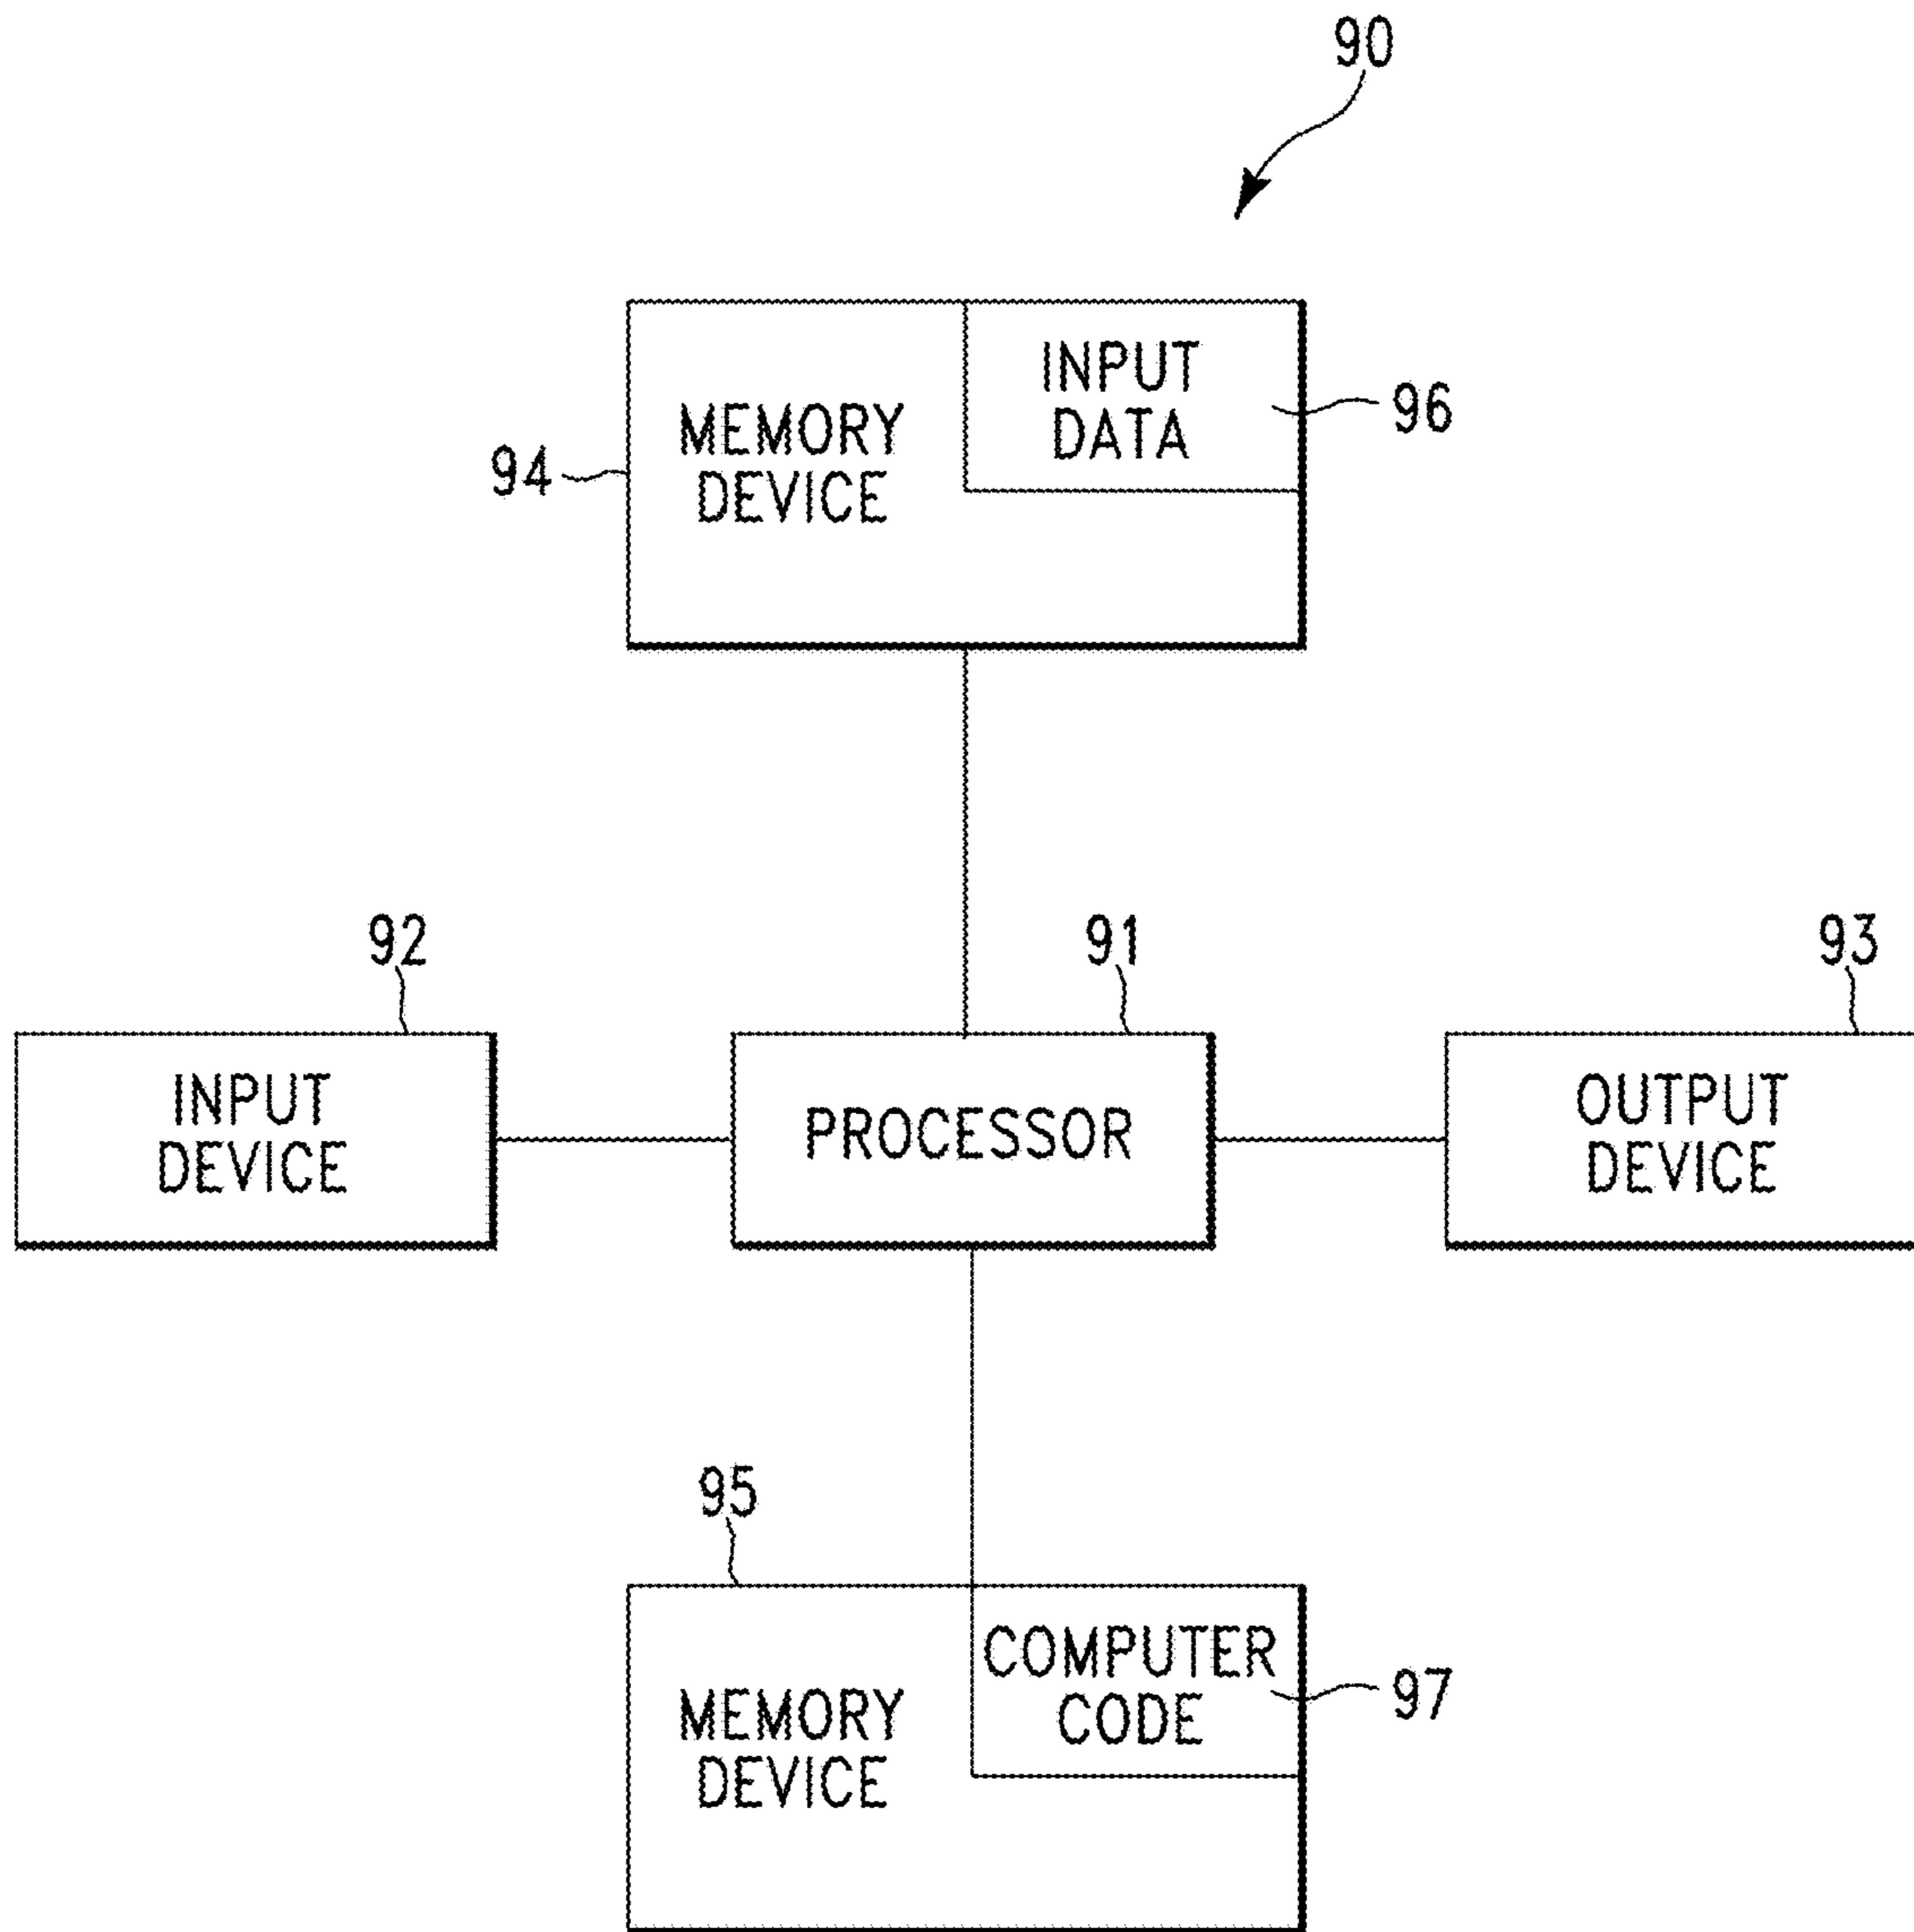 90
INPUT
DATA
96
MEMORY
DEVICE
94
92
91
93
INPUT
DEVICE
PROCESSOR
OUTPUT
DEVICE
95
COMPUTER
CODE
97
MEMORY
DEVICE